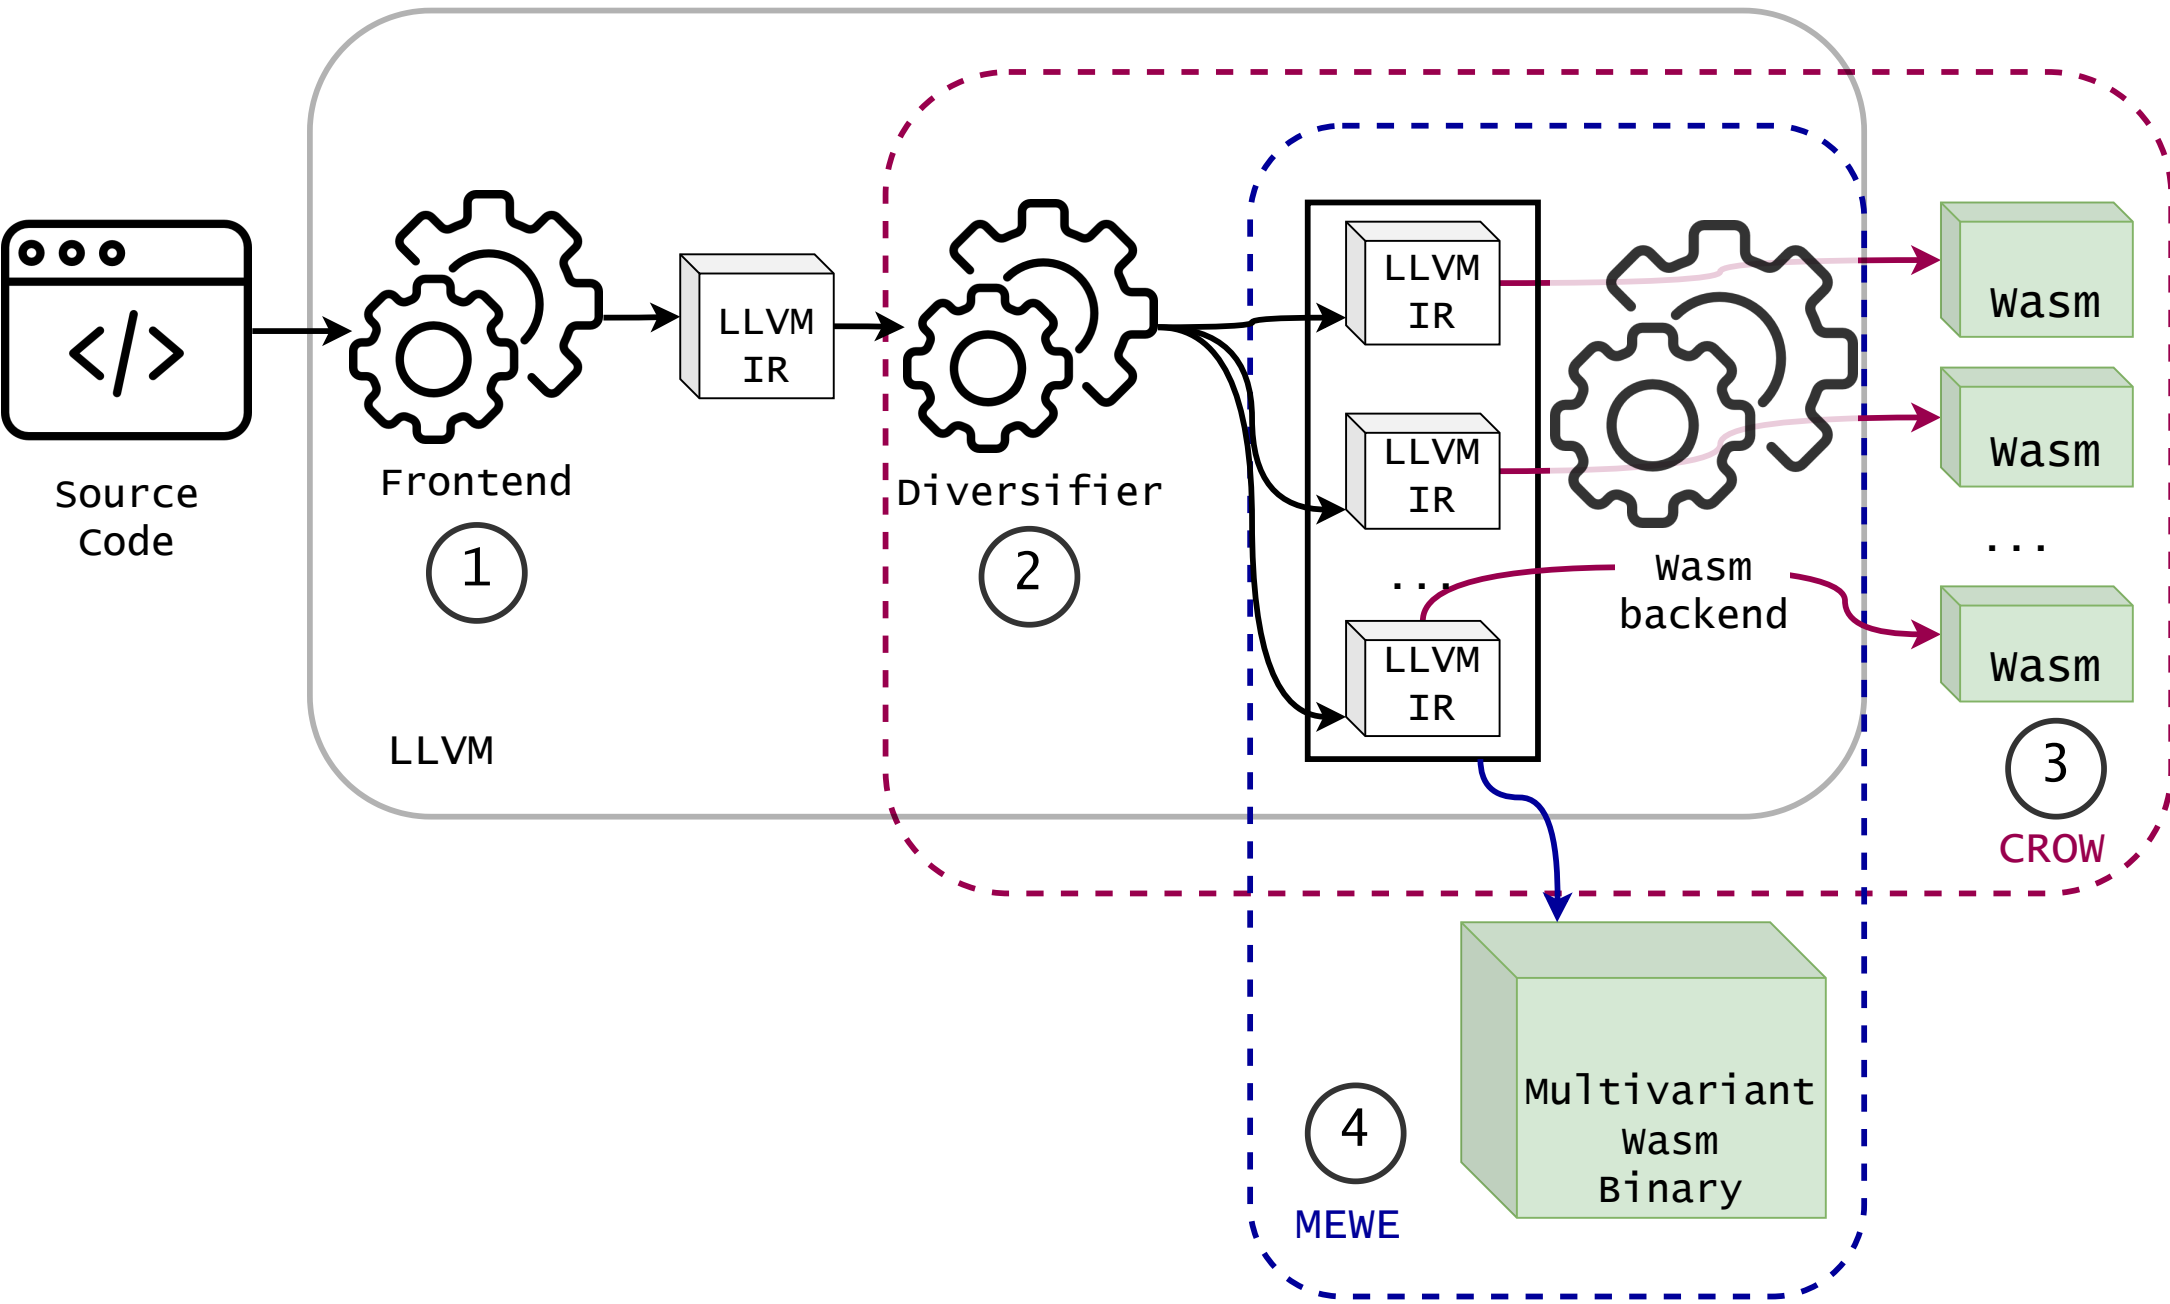 </>
Source
Code
Frontend
1
LLVM
LLVM
IR
Diversifier
2
LLVM
IR
LLVM
IR
...
LLVM
IR
Wasm
backend
Wasm
Wasm
...
Wasm
3
CROW
Multivariant
Wasm
Binary
4
MEWE